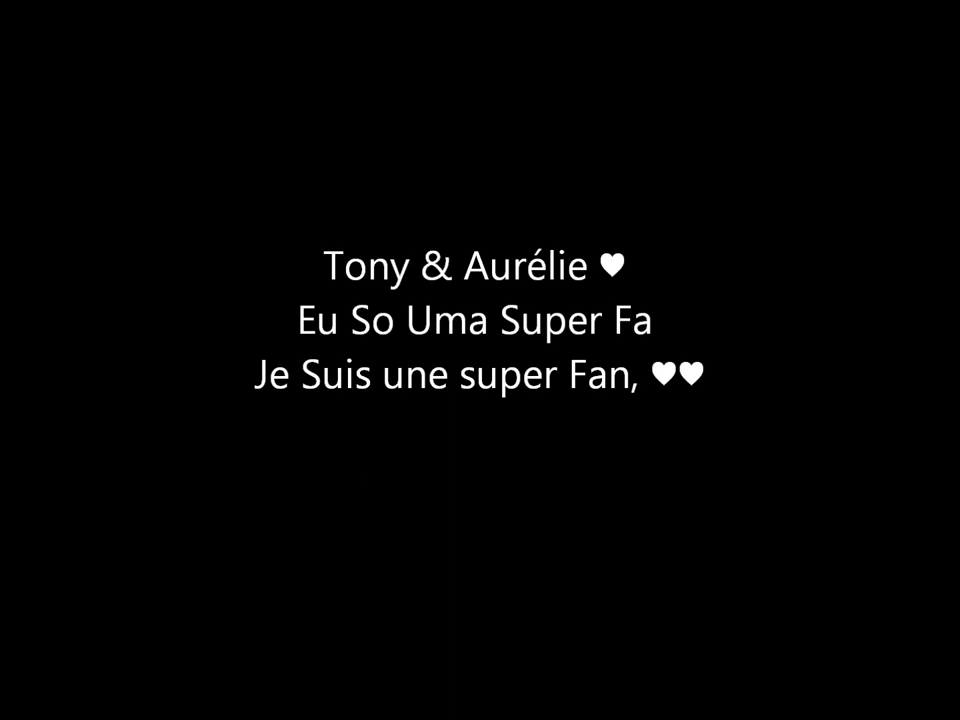 Tony & Aurélie ♥
Eu So Uma Super Fa
Je Suis une super Fan, ♥♥